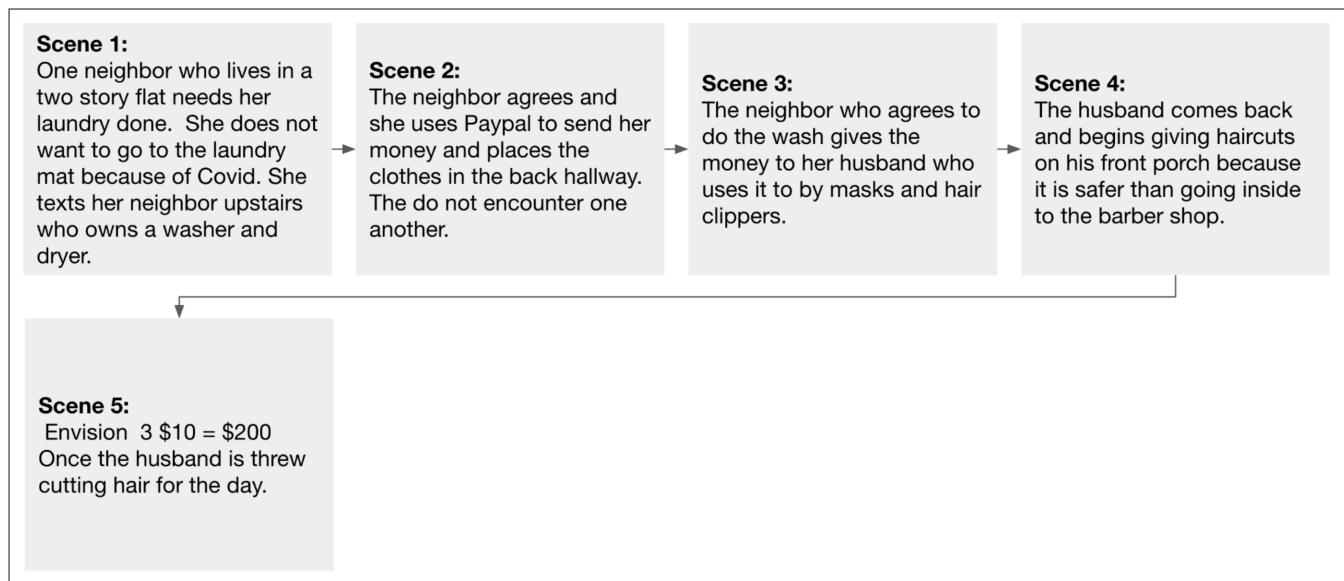 Scene 1:
One neighbor who lives in a
two story flat needs her
laundry done.  She does not
want to go to the laundry
mat because of Covid. She
texts her neighbor upstairs
who owns a washer and
dryer.
Scene 2:
The neighbor agrees and
she uses Paypal to send her
money and places the
clothes in the back hallway.
The do not encounter one
another.
Scene 3:
The neighbor who agrees to
do the wash gives the
money to her husband who
uses it to by masks and hair
clippers.
Scene 4:
The husband comes back
and begins giving haircuts
on his front porch because
it is safer than going inside
to the barber shop.
Scene 5:
Envision  3 $10 = $200
Once the husband is threw
cutting hair for the day.